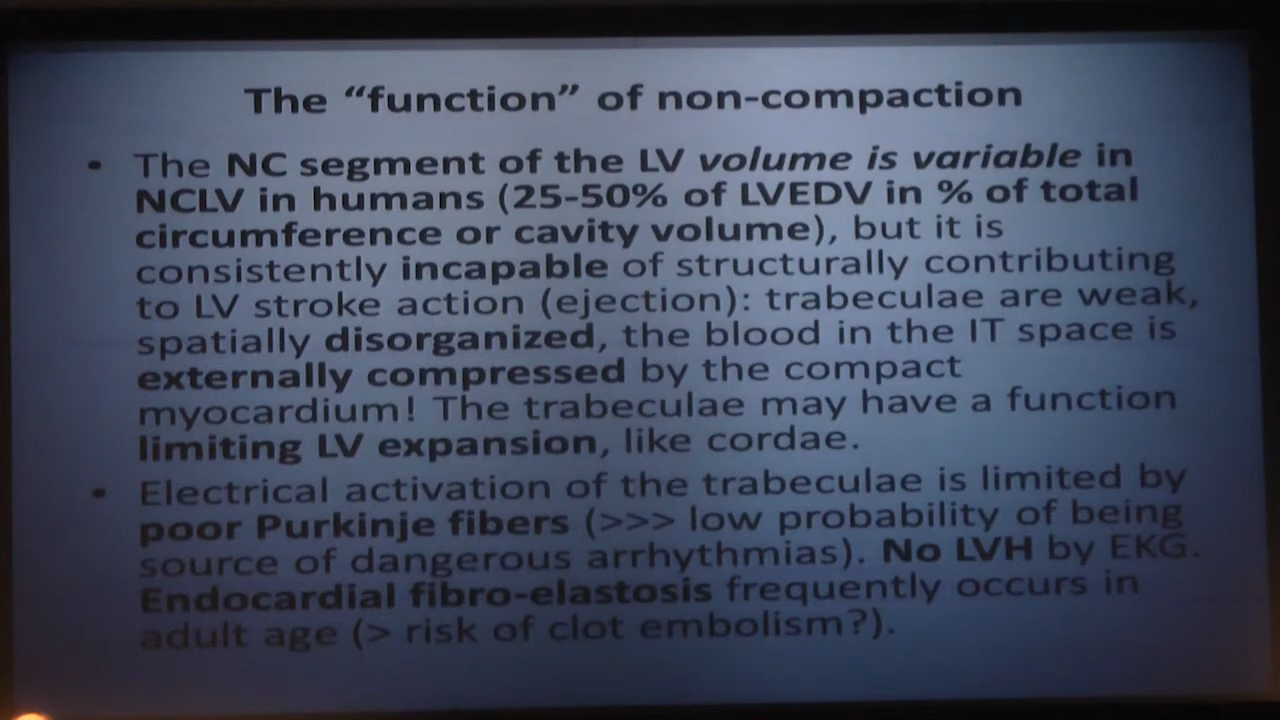 The “function” of non-compaction
• The NC segment of the LV volume is variable in
NCLV in humans (25-50% of LVEDV in % of total
circumference or cavity volume), but it is
consistently incapable of structurally contributing
to LV stroke action (ejection): trabeculae are weak,
spatially disorganized, the blood in the IT space is
externally compressed by the compact
myocardium! The trabeculae may have a function
limiting LV expansion, like cordae.
• Electrical activation of the trabeculae is limited by
poor Purkinje fibers (>>> low probability of being
source of dangerous arrhythmias). No LVH by EKG.
Endocardial fibro-elastosis frequently occurs in
adult age (> risk of clot embolism?).